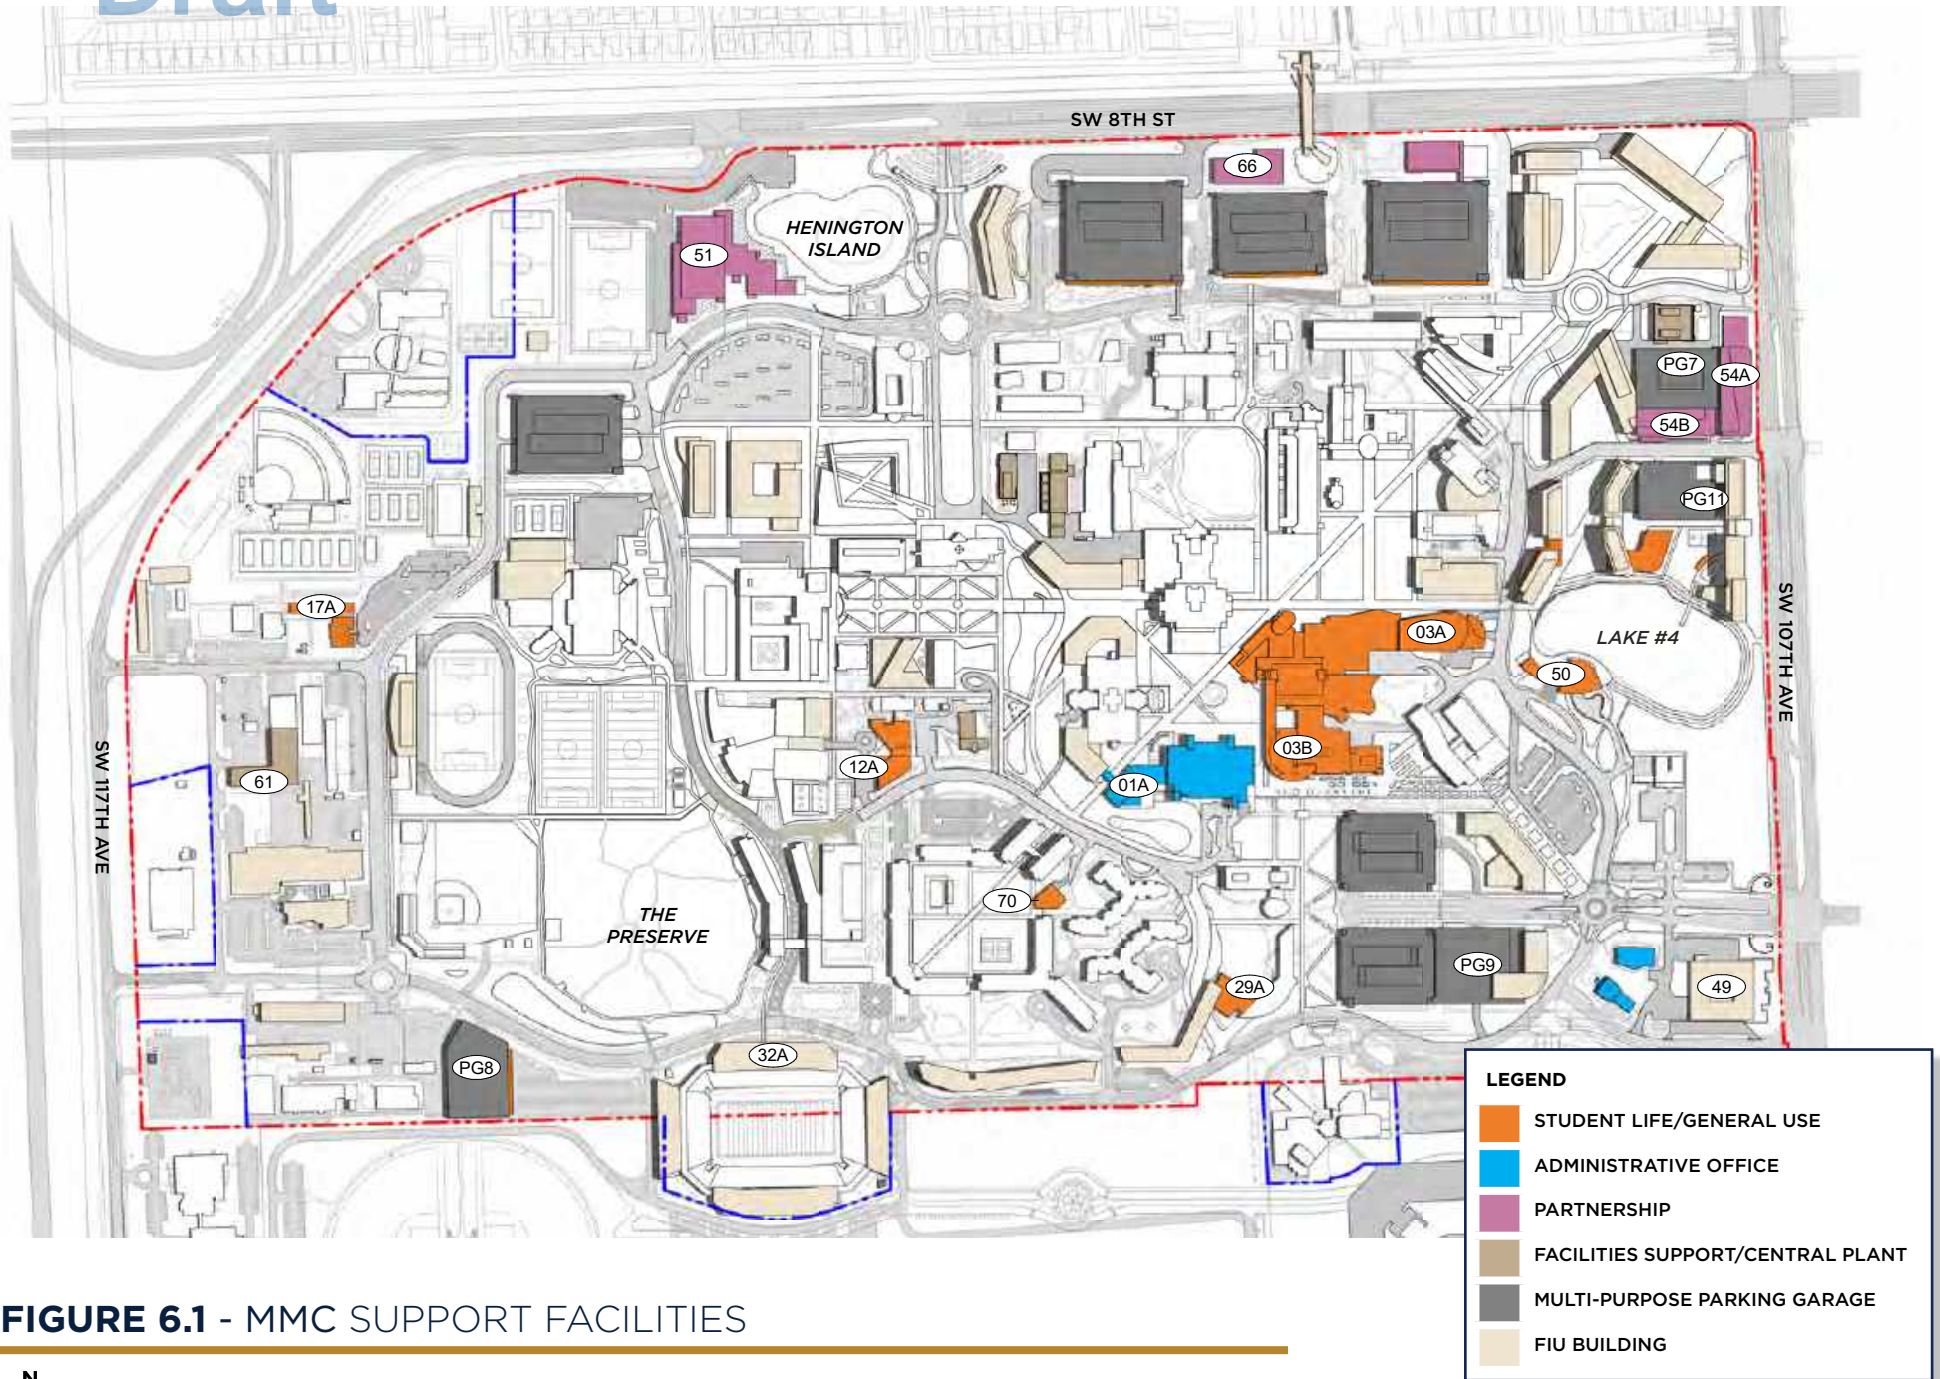 Draft
SW 8TH ST
66
HENINGTON
ISLAND
51
PG7
54A
54B
PG11
SW 107TH AVE
17A
03A
LAKE #4
50
SW 117TH AVE
61
12A
03B
01A
70
THE
PRESERVE
PG9
29A
49
32A
PG8
LEGEND
STUDENT LIFE/GENERAL USE
ADMINISTRATIVE OFFICE
PARTNERSHIP
FACILITIES SUPPORT/CENTRAL PLANT
MULTI-PURPOSE PARKING GARAGE
FIU BUILDING
FIGURE 6.1 - MMC SUPPORT FACILITIES
N